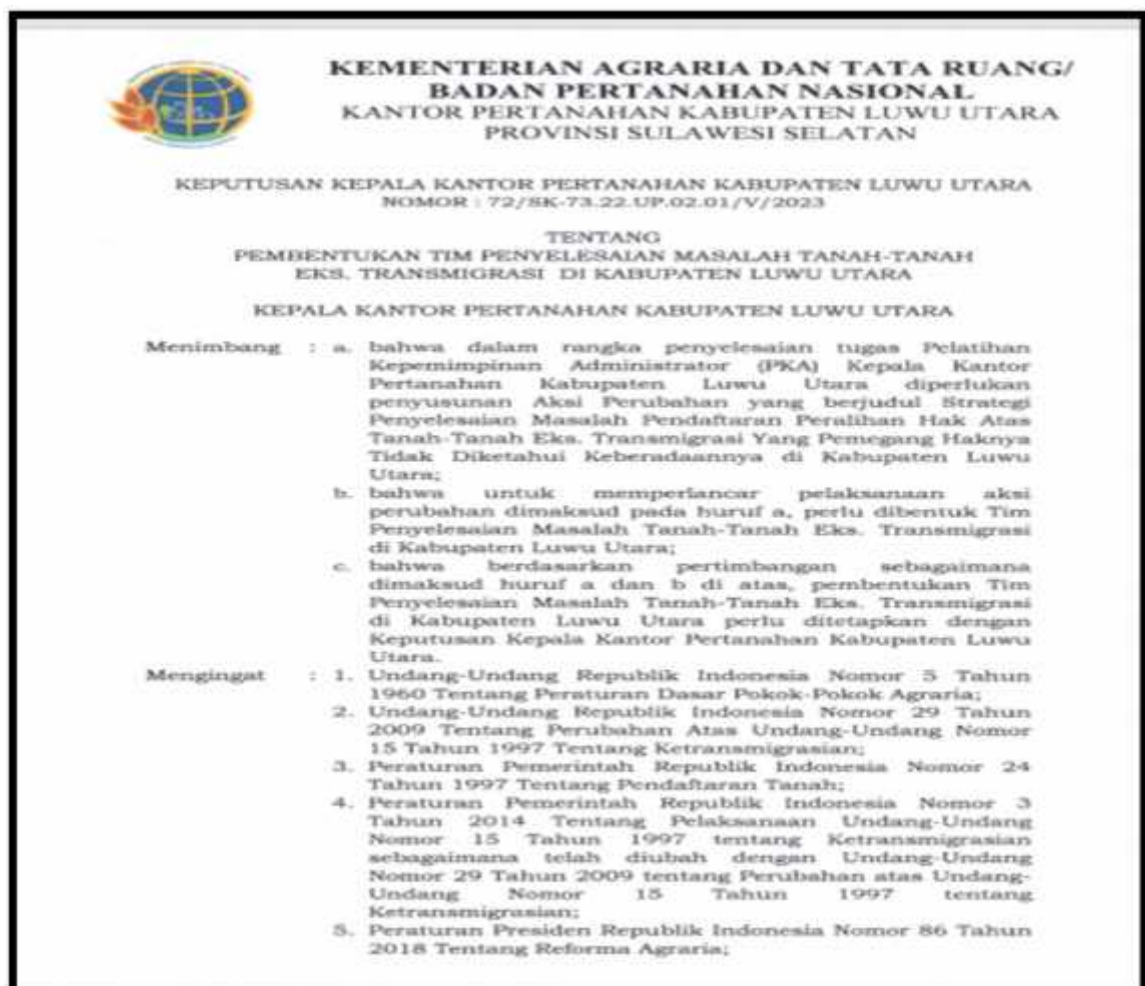 KEMENTERIAN AGRARIA DAN TATA RUANG/
BADAN PERTANAHAN NASIONAL
KANTOR PERTANAHAN KABUPATEN LUWU UTARA
PROVINSI SULAWESI SELATAN
KEPUTUSAN KEPALA KANTOR PERTANAHAN KABUPATEN LUWU UTARA
NOMOR : 72/SK-73.22.UP.02.01/V/2023
TENTANG
PEMBENTUKAN TIM PENYELESAIAN MASALAH TANAH-TANAH
EKS. TRANSMIGRASI DI KABUPATEN LUWU UTARA
KEPALA KANTOR PERTANAHAN KABUPATEN LUWU UTARA
Menimbang : a. bahwa dalam rangka penyelesaian tugas Pelatihan
Kepemimpinan Administrator (PKA) Kepala Kantor
Pertanahan Kabupaten Luwu Utara diperlukan
penyusunan Aksi Perubahan yang berjudul Strategi
Penyelesaian Masalah Pendaftaran Peralihan Hak Atas
Tanah-Tanah Eks. Transmigrasi Yang Pemegang Haknya
Tidak Diketahui Keberadaannya di Kabupaten Luwu
Utara;
b. bahwa untuk memperlancar pelaksanaan aksi
perubahan dimaksud pada huruf a, perlu dibentuk Tim
Penyelesaian Masalah Tanah-Tanah Eks. Transmigrasi
di Kabupaten Luwu Utara;
c. bahwa berdasarkan pertimbangan sebagaimana
dimaksud huruf a dan b di atas, pembentukan Tim
Penyelesaian Masalah Tanah-Tanah Eks. Transmigrasi
di Kabupaten Luwu Utara perlu ditetapkan dengan
Keputusan Kepala Kantor Pertanahan Kabupaten Luwu
Utara.
Mengingat : 1. Undang-Undang Republik Indonesia Nomor 5 Tahun
1960 Tentang Peraturan Dasar Pokok-Pokok Agraria;
2. Undang-Undang Republik Indonesia Nomor 29 Tahun
2009 Tentang Perubahan Atas Undang-Undang Nomor
15 Tahun 1997 Tentang Ketransmigrasian;
3. Peraturan Pemerintah Republik Indonesia Nomor 24
Tahun 1997 Tentang Pendaftaran Tanah;
4. Peraturan Pemerintah Republik Indonesia Nomor 3
Tahun 2014 Tentang Pelaksanaan Undang-Undang
Nomor 15 Tahun 1997 tentang Ketransmigrasian
sebagaimana telah diubah dengan Undang-Undang
Nomor 29 Tahun 2009 tentang Perubahan atas Undang-
Undang Nomor 15 Tahun 1997 tentang
Ketransmigrasian;
5. Peraturan Presiden Republik Indonesia Nomor 86 Tahun
2018 Tentang Reforma Agraria;